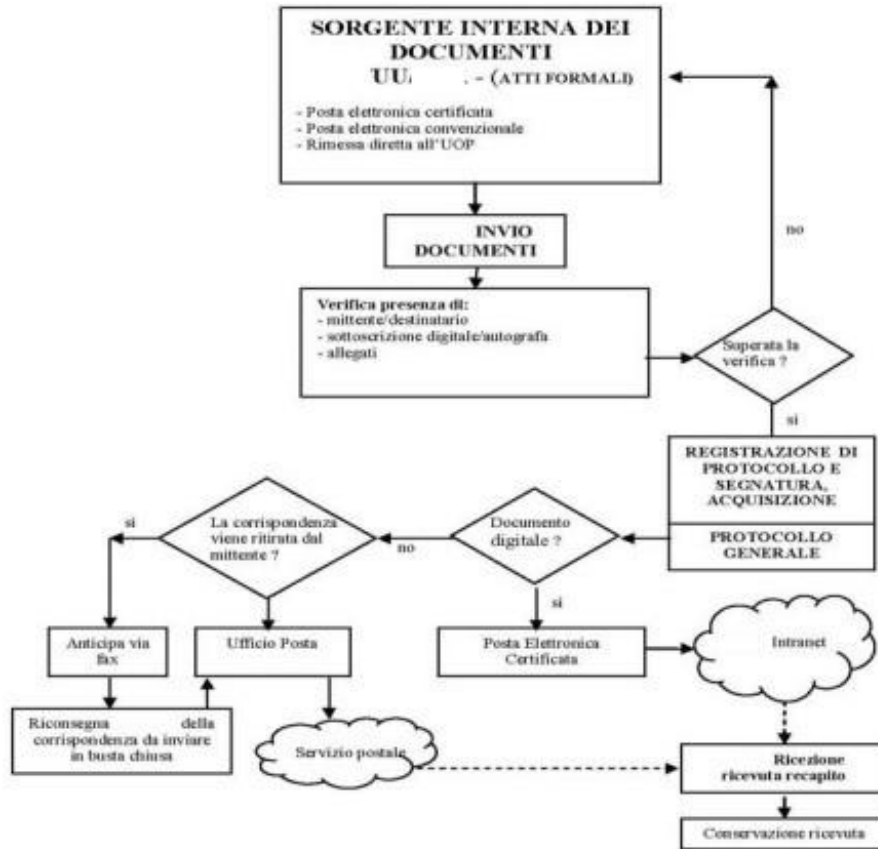 SORGENTE INTERNA DEI
DOCUMENTI
- (ATTI FORMALI)
- Posta elettronica certificata
- Posta elettronica convenzionale
- Rimessa diretta all'UOP
INVIO
DOCUMENTI
no
Verifica presenza di:
- mittente/destinatario
- sottoscrizione digitale/autografa
- allegati
Superata la
verifica ?
si
REGISTRAZIONE DI
PROTOCOLLO E
SEGNATURA,
ACQUISIZIONE
PROTOCOLLO
GENERALE
Documento
digitale ?
no
La corrispondenza
viene ritirata dal
mittente ?
si
si
Anticipa via
fax
Ufficio Posta
Posta Elettronica
Certificata
Intranet
Riconsegna della
corrispondenza da inviare
in busta chiusa
Servizio postale
Ricezione
ricevuta recapito
Conservazione ricevuta